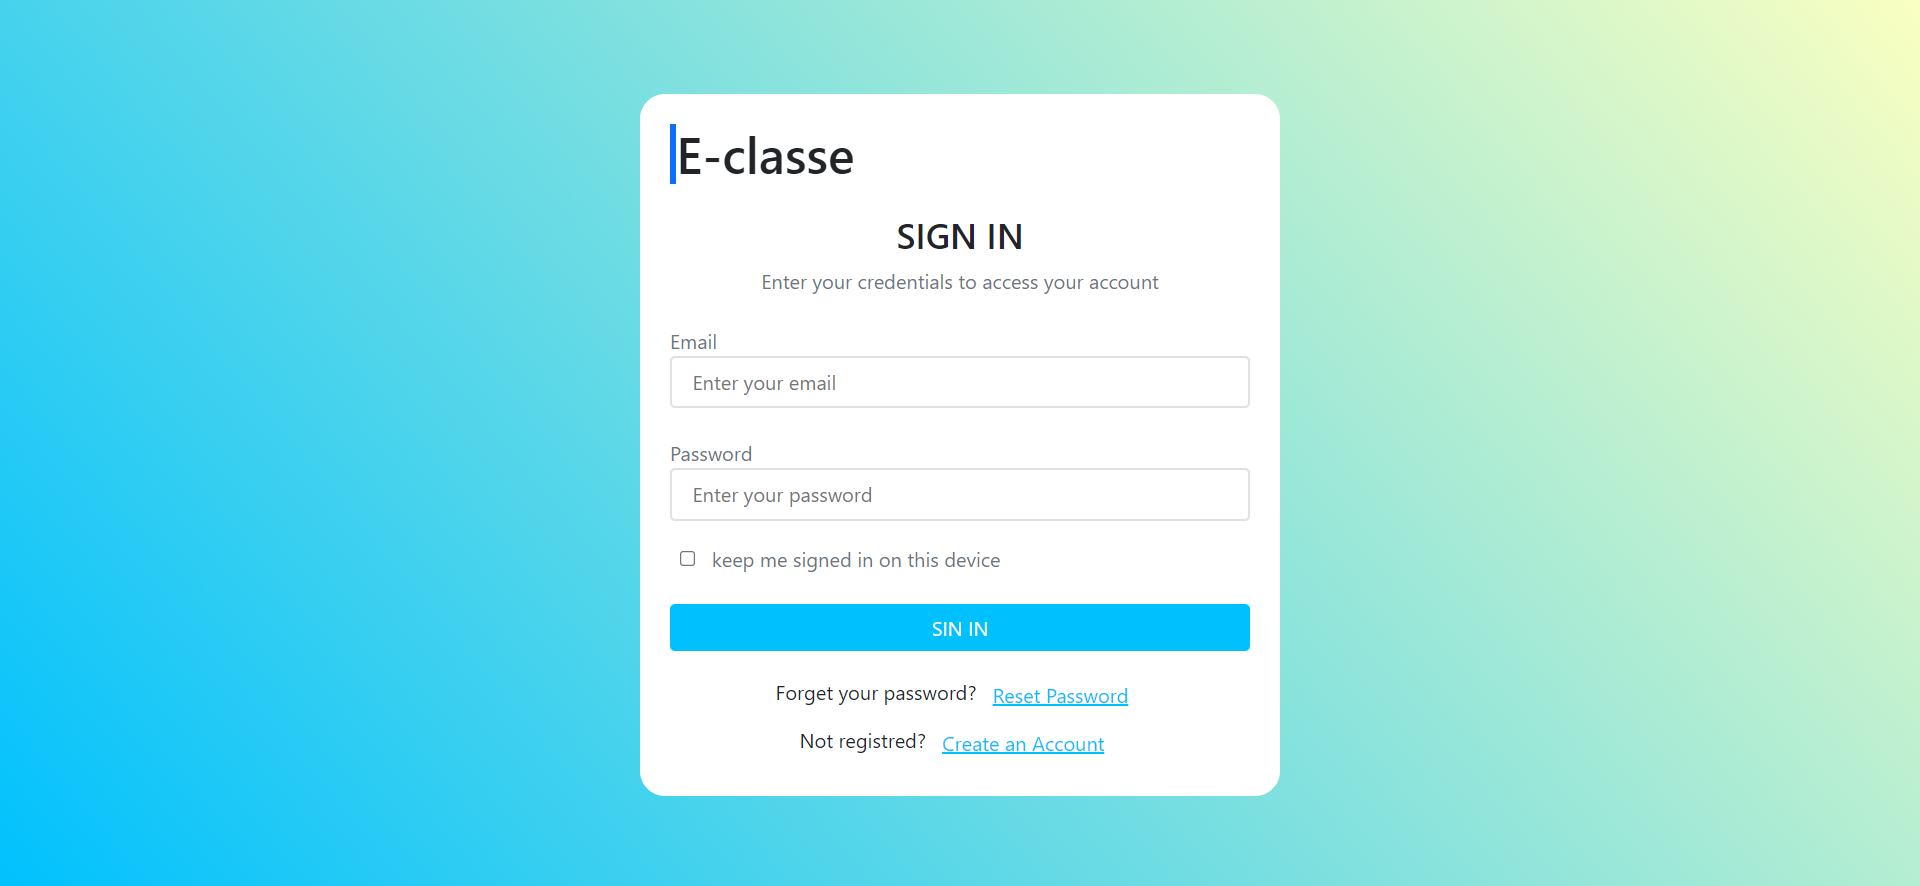 E-classe
SIGN IN
Enter your credentials to access your account
Email
Enter your email
Password
Enter your password
keep me signed in on this device
SIN IN
Forget your password? Reset Password
Not registred? Create an Account